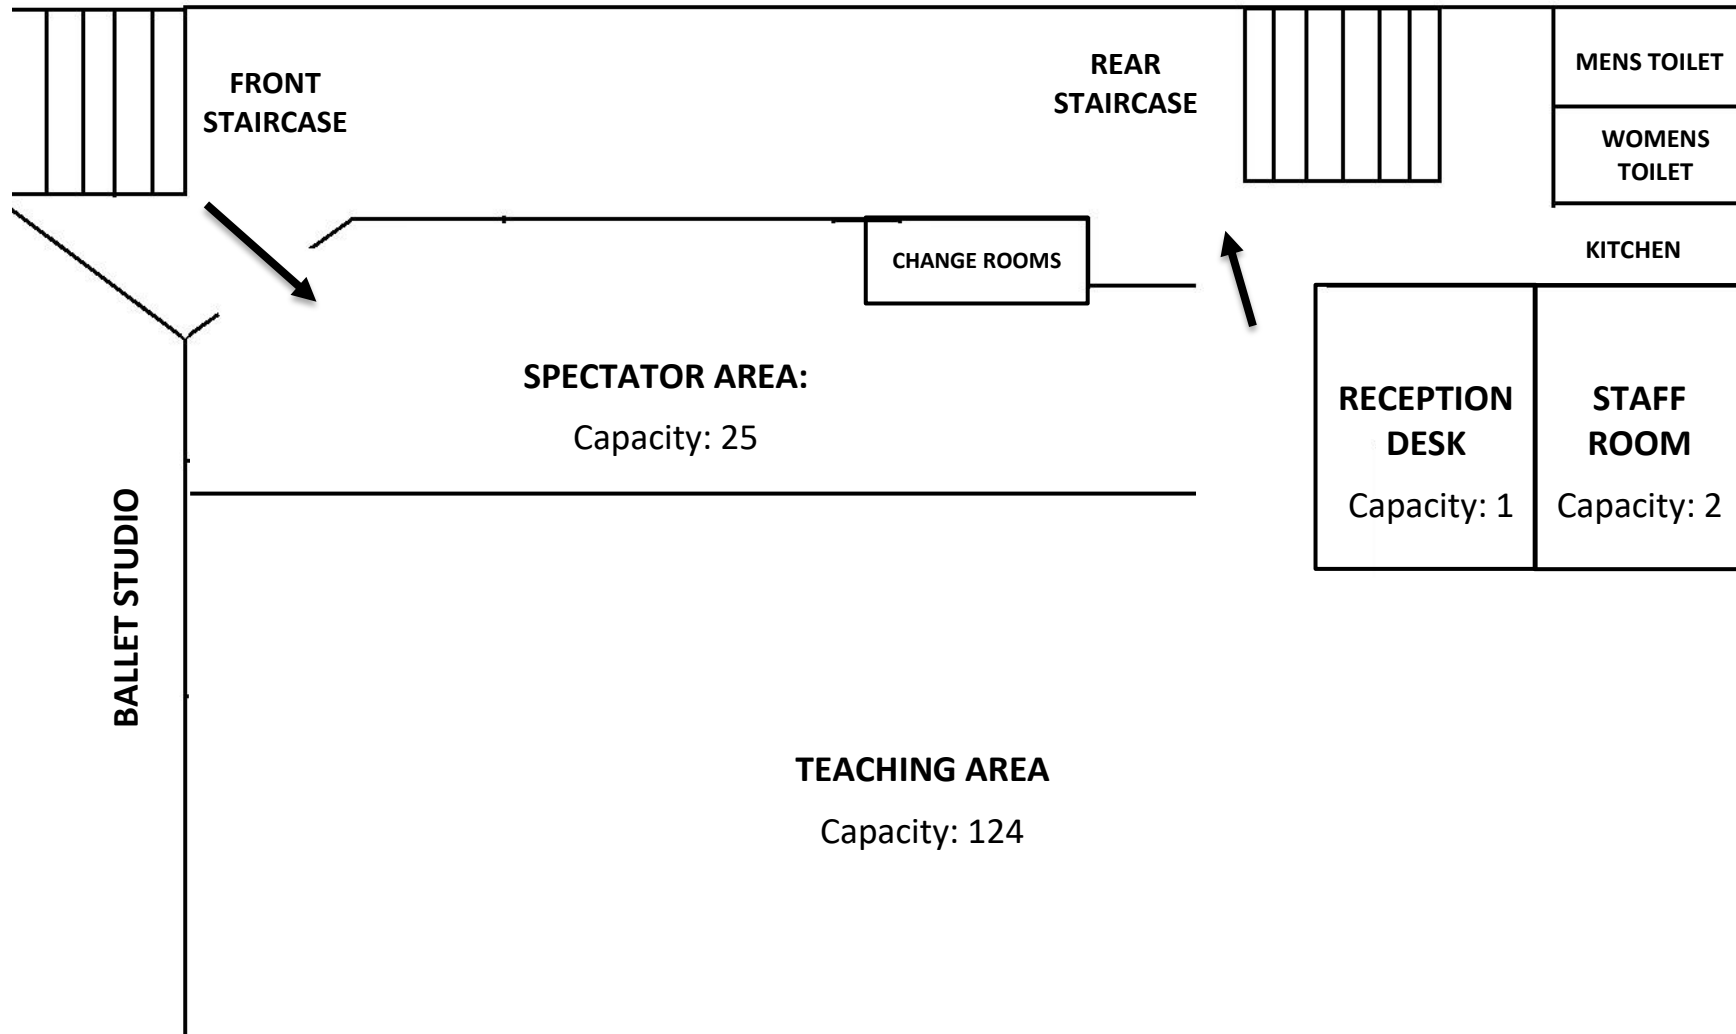 FRONT
STAIRCASE
REAR
STAIRCASE
MENS TOILET
WOMENS
TOILET
KITCHEN
CHANGE ROOMS
SPECTATOR AREA:
Capacity: 25
RECEPTION
DESK
Capacity: 1
STAFF
ROOM
Capacity: 2
BALLET STUDIO
TEACHING AREA
Capacity: 124